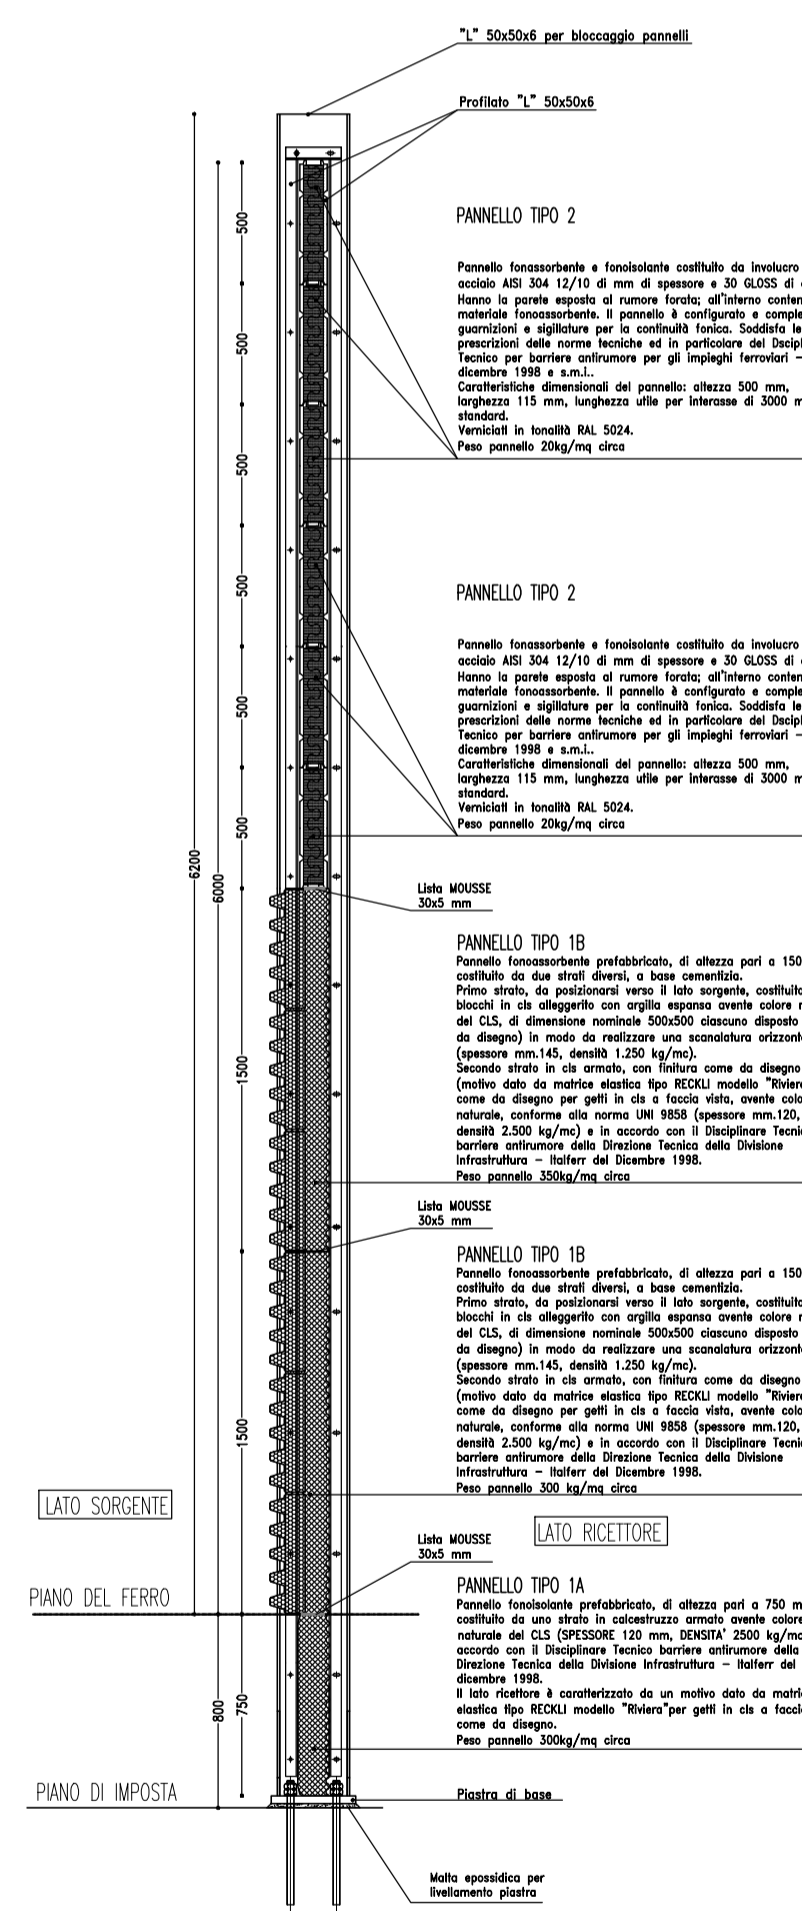 "L" 50x50x6 per bloccaggio pannelli
Profilato "L" 50x50x6
PANNELLO TIPO 2
Pannello fonassorbente e fonoisolante costituito da involucro
acciaio AISI 304 12/10 di mm di spessore e 30 GLOSS di
Hanno la parete esposta al rumore forata; all'interno conten
materiale fonoassorbente. Il pannello è configurato e comple
guarnizioni e sigillature per la continuità fonica. Soddisfa le
prescrizioni delle norme tecniche ed in particolare del Dscipl
Tecnico per barriere antirumore per gli impieghi ferroviari –
dicembre 1998 e s.m.i..
Caratteristiche dimensionali del pannello: altezza 500 mm,
larghezza 115 mm, lunghezza utile per interasse di 3000 m
standard.
Verniciati in tonalità RAL 5024.
Peso pannello 20kg/mq circa
PANNELLO TIPO 2
Pannello fonassorbente e fonoisolante costituito da involucro
acciaio AISI 304 12/10 di mm di spessore e 30 GLOSS di
Hanno la parete esposta al rumore forata; all'interno conten
materiale fonoassorbente. Il pannello è configurato e comple
guarnizioni e sigillature per la continuità fonica. Soddisfa le
prescrizioni delle norme tecniche ed in particolare del Dscipl
Tecnico per barriere antirumore per gli impieghi ferroviari –
dicembre 1998 e s.m.i..
Caratteristiche dimensionali del pannello: altezza 500 mm,
larghezza 115 mm, lunghezza utile per interasse di 3000 m
standard.
Verniciati in tonalità RAL 5024.
Peso pannello 20kg/mq circa
500
500
500
500
500
500
6200
6000
1500
1500
800
750
Lista MOUSSE
30x5 mm
PANNELLO TIPO 1B
Pannello fonoassorbente prefabbricato, di altezza pari a 150
costituito da due strati diversi, a base cementizia.
Primo strato, da posizionarsi verso il lato sorgente, costituito
blocchi in cls alleggerito con argilla espansa avente colore n
del CLS, di dimensione nominale 500x500 ciascuno disposto
da disegno) in modo da realizzare una scanalatura orizzont
(spessore mm.145, densità 1.250 kg/mc).
Secondo strato in cls armato, con finitura come da disegno
(motivo dato da matrice elastica tipo RECKLI modello "Riviera
come da disegno per getti in cls a faccia vista, avente colo
naturale, conforme alla norma UNI 9858 (spessore mm.120,
densità 2.500 kg/mc) e in accordo con il Disciplinare Tecnic
barriere antirumore della Direzione Tecnica della Divisione
Infrastruttura – Italferr del Dicembre 1998.
Peso pannello 350kg/mq circa
Lista MOUSSE
30x5 mm
PANNELLO TIPO 1B
Pannello fonoassorbente prefabbricato, di altezza pari a 150
costituito da due strati diversi, a base cementizia.
Primo strato, da posizionarsi verso il lato sorgente, costituito
blocchi in cls alleggerito con argilla espansa avente colore n
del CLS, di dimensione nominale 500x500 ciascuno disposto
da disegno) in modo da realizzare una scanalatura orizzont
(spessore mm.145, densità 1.250 kg/mc).
Secondo strato in cls armato, con finitura come da disegno
(motivo dato da matrice elastica tipo RECKLI modello "Riviera
come da disegno per getti in cls a faccia vista, avente colo
naturale, conforme alla norma UNI 9858 (spessore mm.120,
densità 2.500 kg/mc) e in accordo con il Disciplinare Tecnic
barriere antirumore della Direzione Tecnica della Divisione
Infrastruttura – Italferr del Dicembre 1998.
Peso pannello 300 kg/mq circa
LATO SORGENTE
LATO RICETTORE
Lista MOUSSE
30x5 mm
PIANO DEL FERRO
PANNELLO TIPO 1A
Pannello fonoisolante prefabbricato, di altezza pari a 750 m
costituito da uno strato in calcestruzzo armato avente colore
naturale del CLS (SPESSORE 120 mm, DENSITA' 2500 kg/mc
accordo con il Disciplinare Tecnico barriere antirumore della
Direzione Tecnica della Divisione Infrastruttura – Italferr del
dicembre 1998.
Il lato ricettore è caratterizzato da un motivo dato da matric
elastica tipo RECKLI modello "Riviera"per getti in cls a facci
come da disegno.
Peso pannello 300kg/mq circa
PIANO DI IMPOSTA
Piastra di base
Malta epossidica per
livellamento piastra